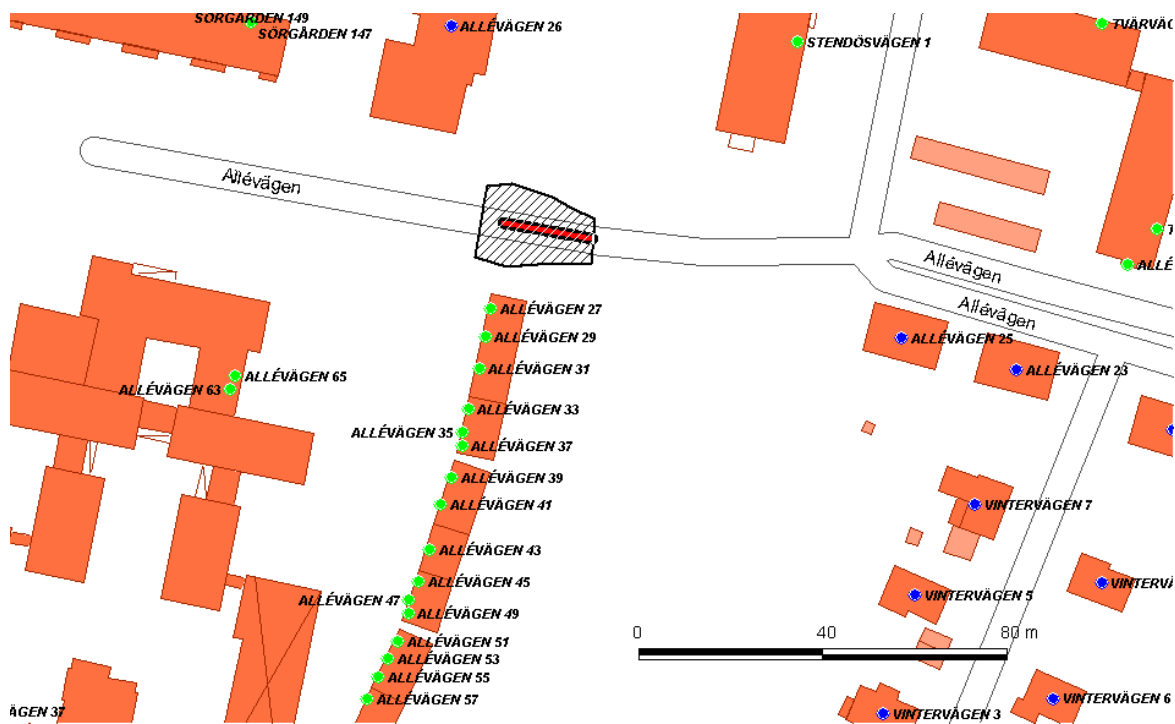 SÖRGÅRDEN 149
SÖRGÅRDEN 147
ALLÉVÄGEN 26
STENDÖSVÄGEN 1
Allévägen
Allévägen
Allévägen
ALLÉVÄGEN 27
ALLÉVÄGEN 29
ALLÉVÄGEN 25
ALLÉVÄGEN 31
ALLÉVÄGEN 23
ALLÉVÄGEN 65
ALLÉVÄGEN 63
ALLÉVÄGEN 33
ALLÉVÄGEN 35
ALLÉVÄGEN 37
ALLÉVÄGEN 39
ALLÉVÄGEN 41
VINTERVÄGEN 7
ALLÉVÄGEN 43
ALLÉVÄGEN 45
VINTERVÄ
ALLÉVÄGEN 47
VINTERVÄGEN 5
ALLÉVÄGEN 49
0 40 80 m
ALLÉVÄGEN 51
ALLÉVÄGEN 53
ALLÉVÄGEN 55
ALLÉVÄGEN 57
VINTERVÄGEN 6
ÄGEN 37
VINTERVÄGEN 3